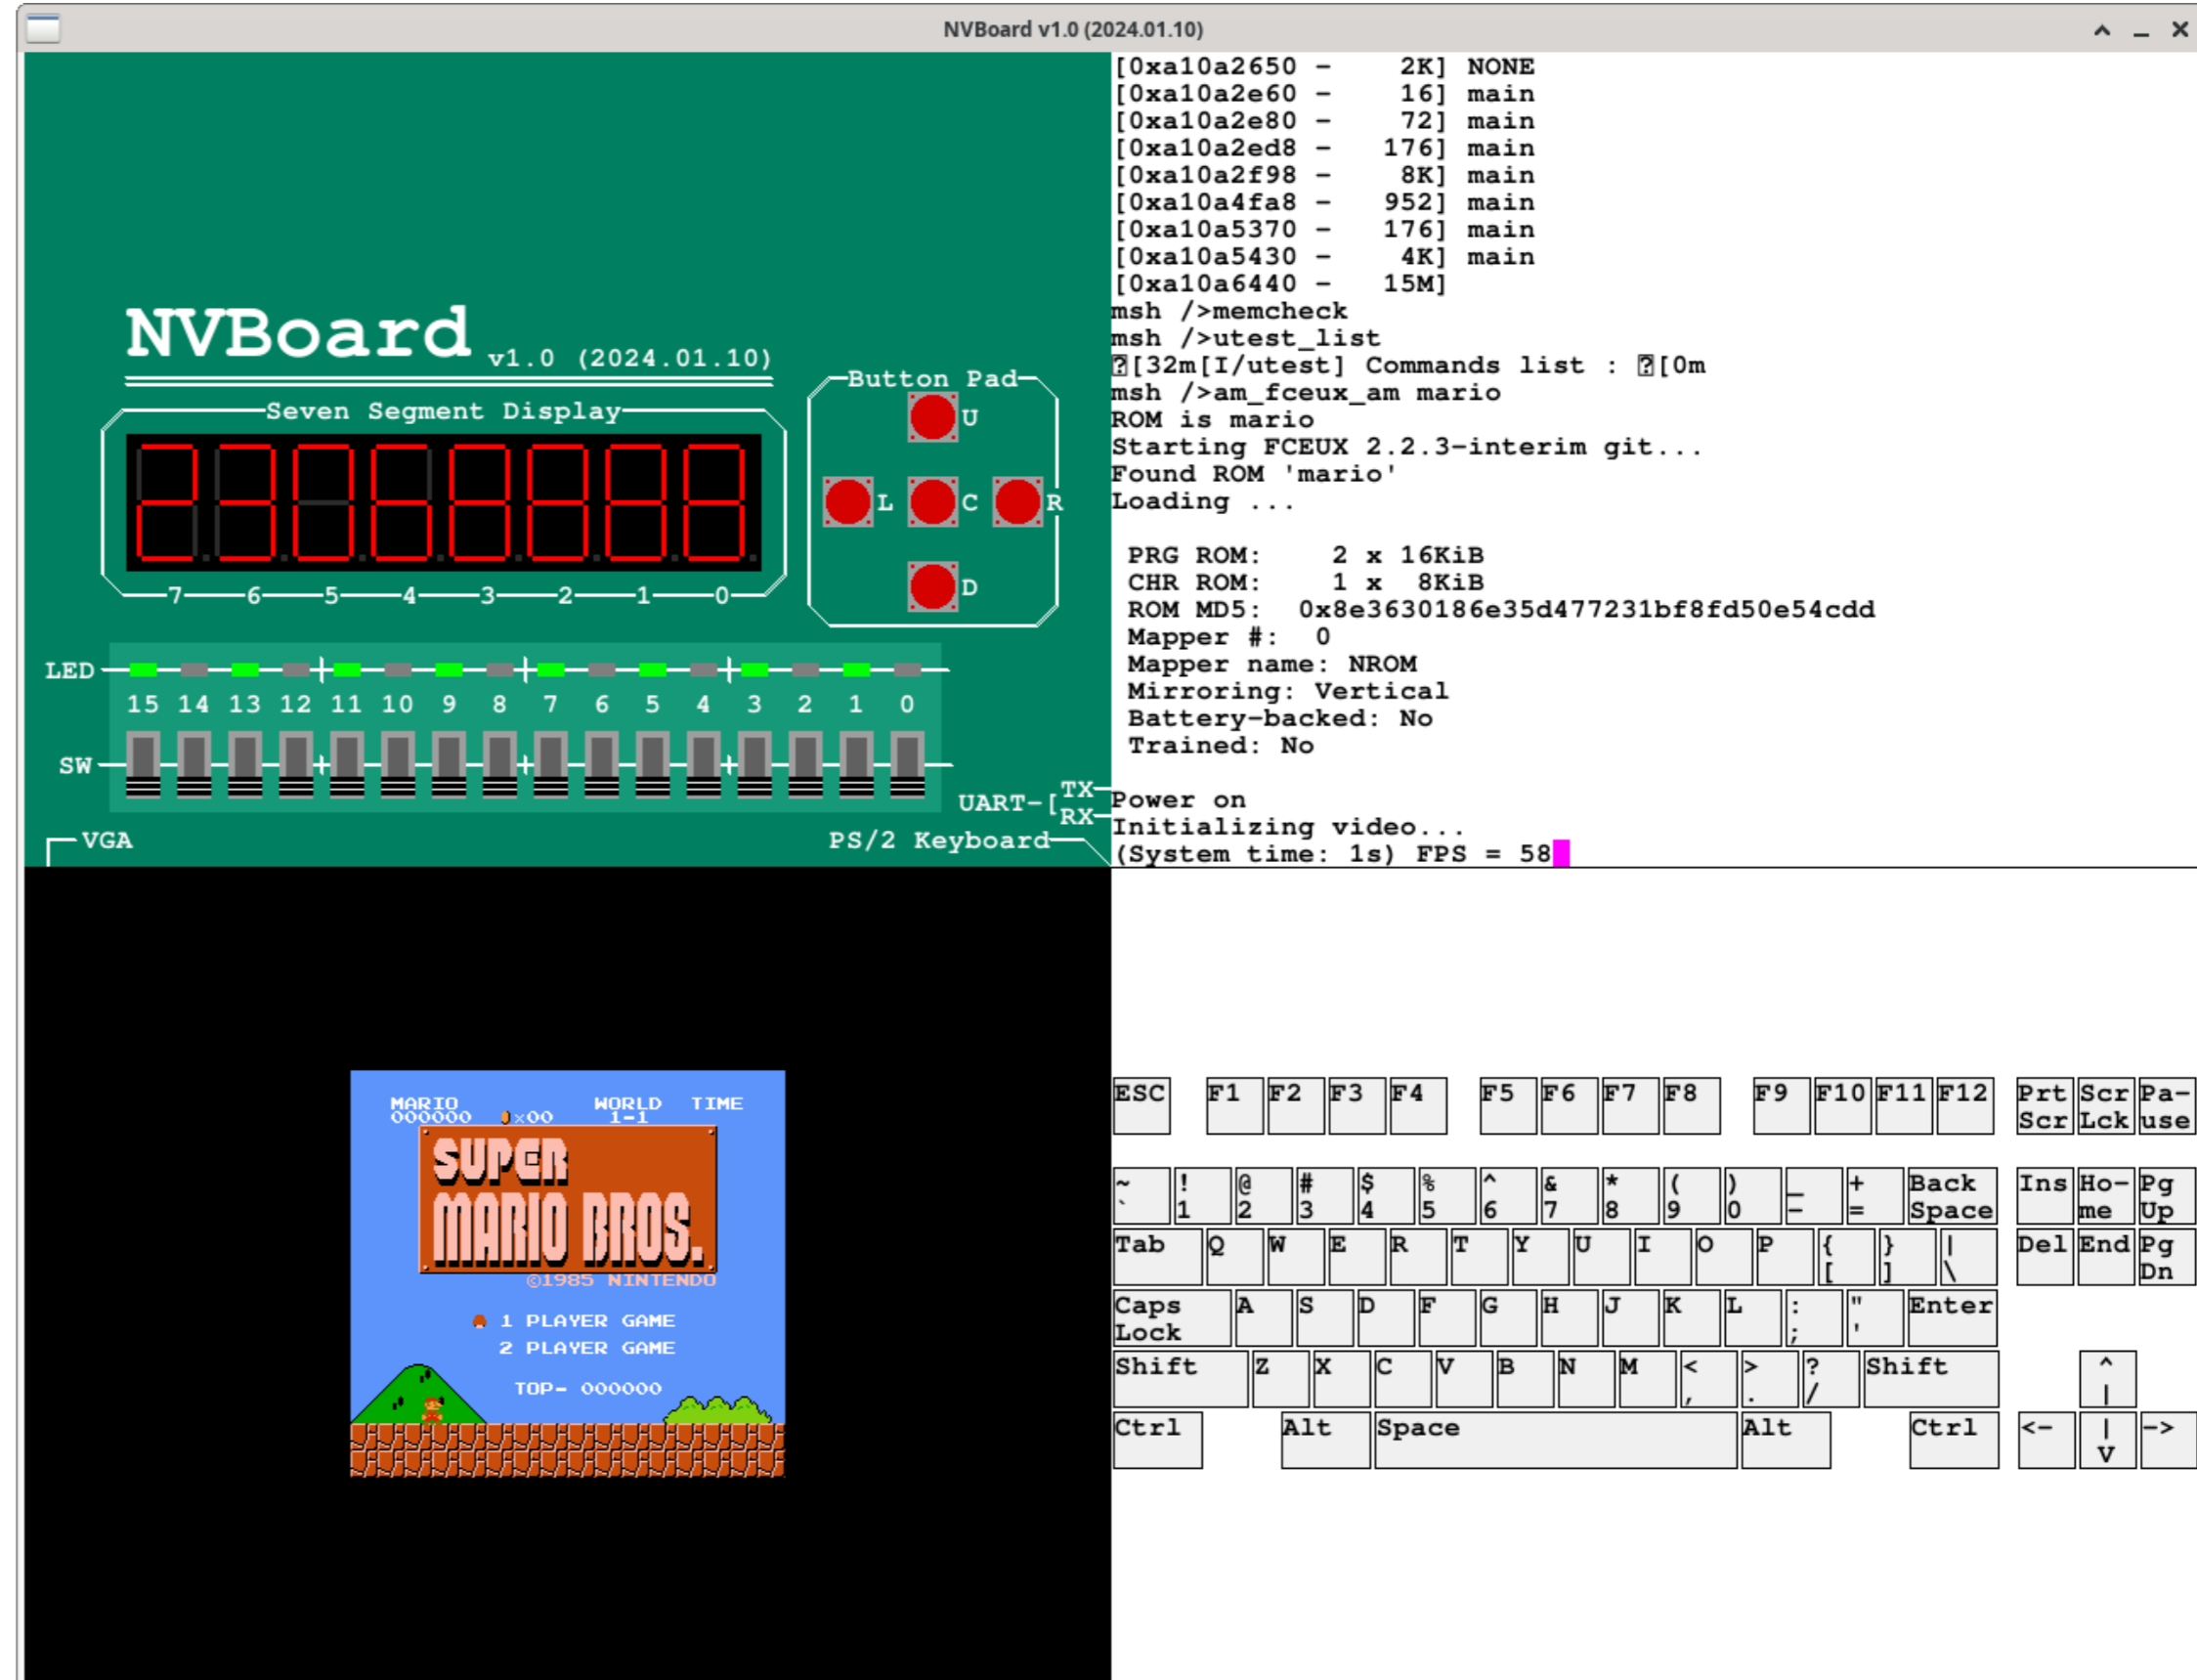 NVBoard v1.0 (2024.01.10)
NVBoard v1.0 (2024.01.10)
Seven Segment Display
23088888
7 6 5 4 3 2 1 0
Button Pad
U
L C R
D
LED
15 14 13 12 11 10 9 8 7 6 5 4 3 2 1 0
SW
UART-[ TX
RX
VGA
PS/2 Keyboard
[0xa10a2650 -    2K] NONE
[0xa10a2e60 -    16] main
[0xa10a2e80 -    72] main
[0xa10a2ed8 -   176] main
[0xa10a2f98 -    8K] main
[0xa10a4fa8 -   952] main
[0xa10a5370 -   176] main
[0xa10a5430 -    4K] main
[0xa10a6440 -   15M]
msh />memcheck
msh />utest_list
[32m[I/utest] Commands list : [0m
msh />am_fceux_am mario
ROM is mario
Starting FCEUX 2.2.3-interim git...
Found ROM 'mario'
Loading ...
PRG ROM:    2 x 16KiB
CHR ROM:    1 x  8KiB
ROM MD5:  0x8e3630186e35d477231bf8fd50e54cdd
Mapper #:  0
Mapper name: NROM
Mirroring: Vertical
Battery-backed: No
Trained: No
Power on
Initializing video...
(System time: 1s) FPS = 58
MARIO WORLD TIME
000000 ×00 1-1
SUPER
MARIO BROS.
©1985 NINTENDO
1 PLAYER GAME
2 PLAYER GAME
TOP- 000000
ESC F1 F2 F3 F4 F5 F6 F7 F8 F9 F10 F11 F12 Prt Scr Pa-
Scr Lck use
~ ! @ # $ % ^ & * ( ) _ + Back Ins Ho- Pg
` 1 2 3 4 5 6 7 8 9 0 - = Space me Up
Tab Q W E R T Y U I O P { } | Del End Pg
[ ] \ Dn
Caps A S D F G H J K L : " Enter
Lock ; '
Shift Z X C V B N M < > ? Shift ^
, . / |
Ctrl Alt Space Alt Ctrl <- | ->
V